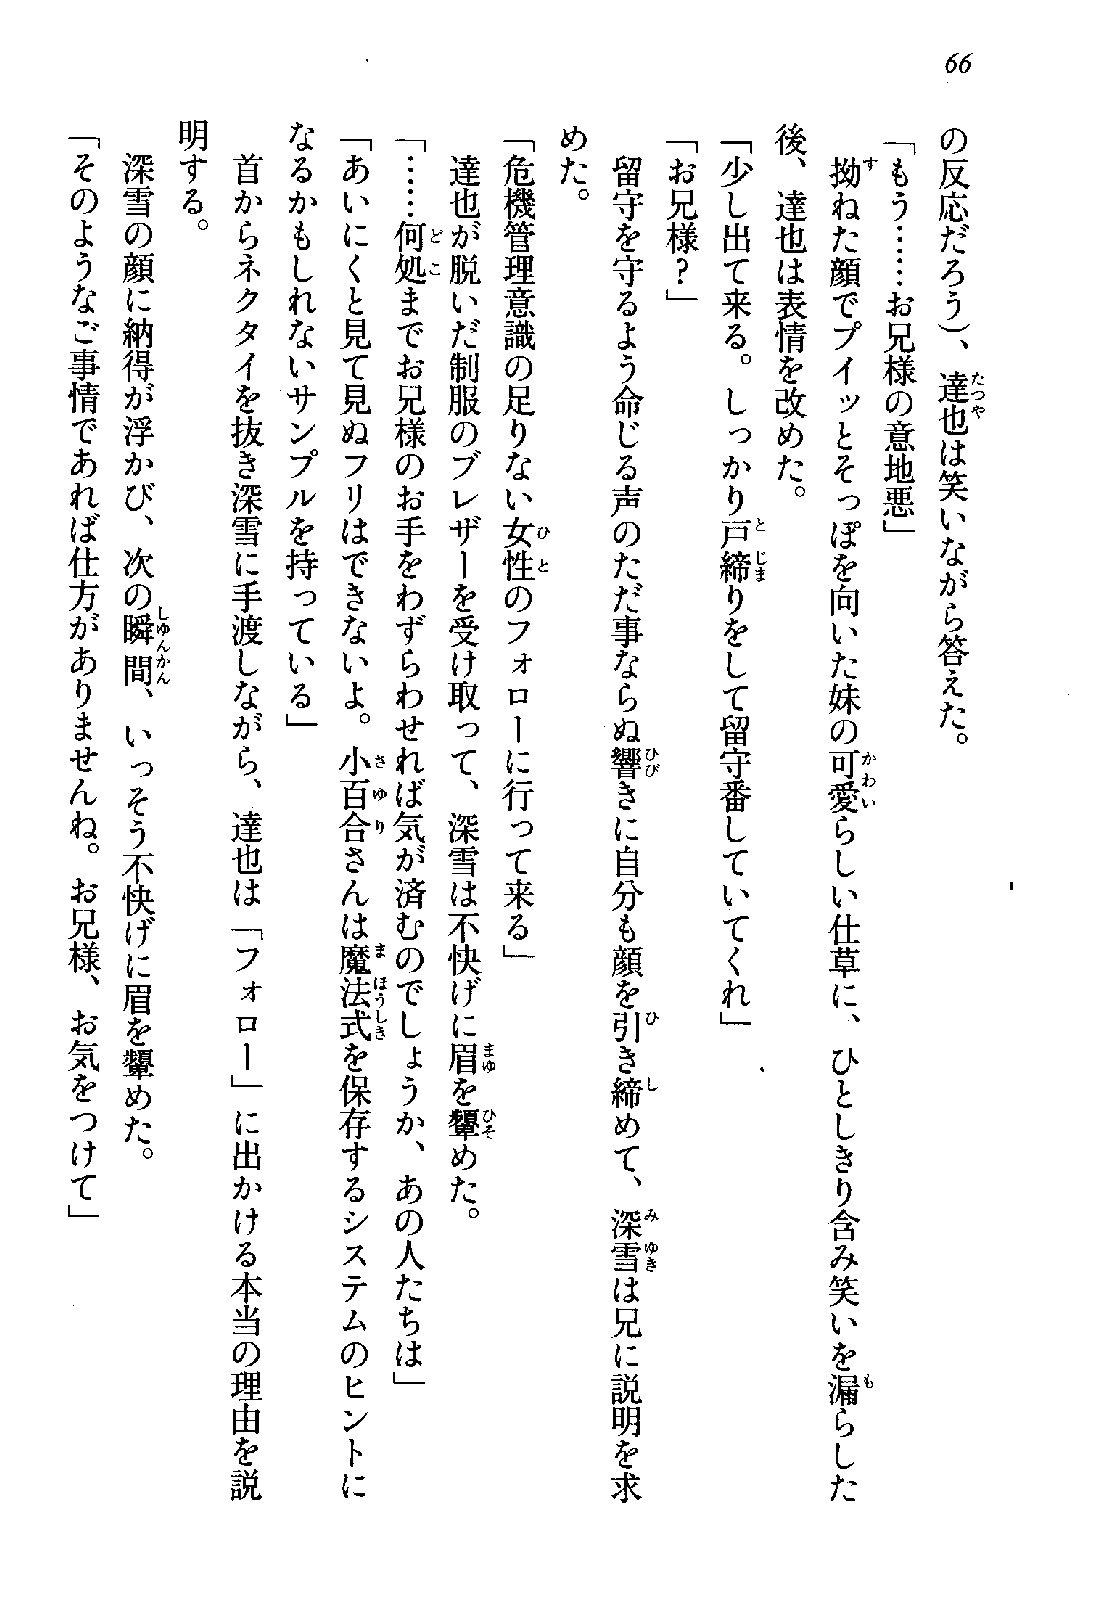 66
の反応だろう)、達也は笑いながら答えた。
「もう……お兄様の意地悪」
拗ねた顔でプイッとそっぽを向いた妹の可愛らしい仕草に、ひとしきり含み笑いを漏らした
後、達也は表情を改めた。
「少し出て来る。しっかり戸締りをして留守番していてくれ」
「お兄様?」
留守を守るよう命じる声のただ事ならぬ響きに自分も顔を引き締めて、深雪は兄に説明を求
めた。
「危機管理意識の足りない女性のフォローに行って来る」
達也が脱いだ制服のブレザーを受け取って、深雪は不快げに眉を顰めた。
「……何処までお兄様のお手をわずらわせれば気が済むのでしょうか、あの人たちは」
「あいにくと見て見ぬフリはできないよ。小百合さんは魔法式を保存するシステムのヒントに
なるかもしれないサンプルを持っている」
首からネクタイを抜き深雪に手渡しながら、達也は「フォロー」に出かける本当の理由を説
明する。
深雪の顔に納得が浮かび、次の瞬間、いっそう不快げに眉を顰めた。
「そのようなご事情であれば仕方がありませんね。お兄様、お気をつけて」